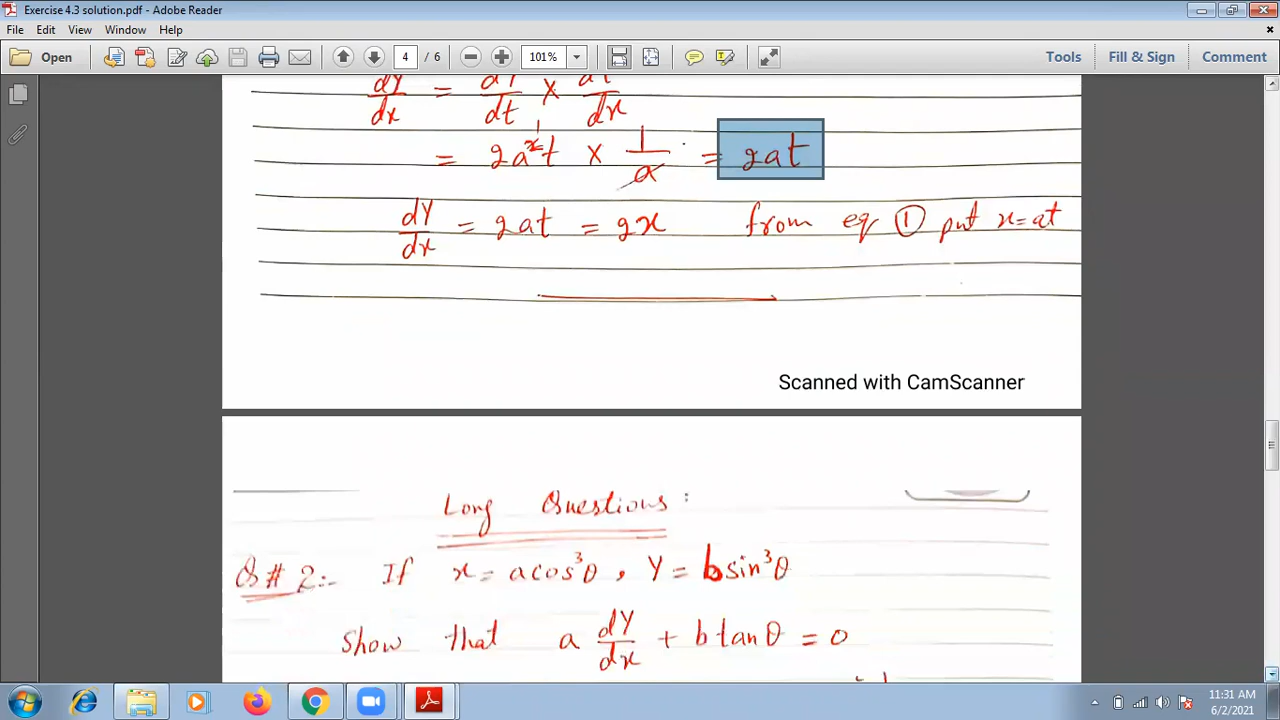 Exercise 4.3 solution.pdf - Adobe Reader
File Edit View Window Help
Open 4 / 6 101% Tools Fill & Sign Comment
dy/dx = dy/dt × dt/dx
= 2a²t × 1/a = 2at
dy/dx = 2at = 2x from eq ① put x=at
Scanned with CamScanner
Long Questions:
Q# 2:- If x = acos³θ, Y = bsin³θ
Show that a dY/dx + b tanθ = 0
11:31 AM
6/2/2021